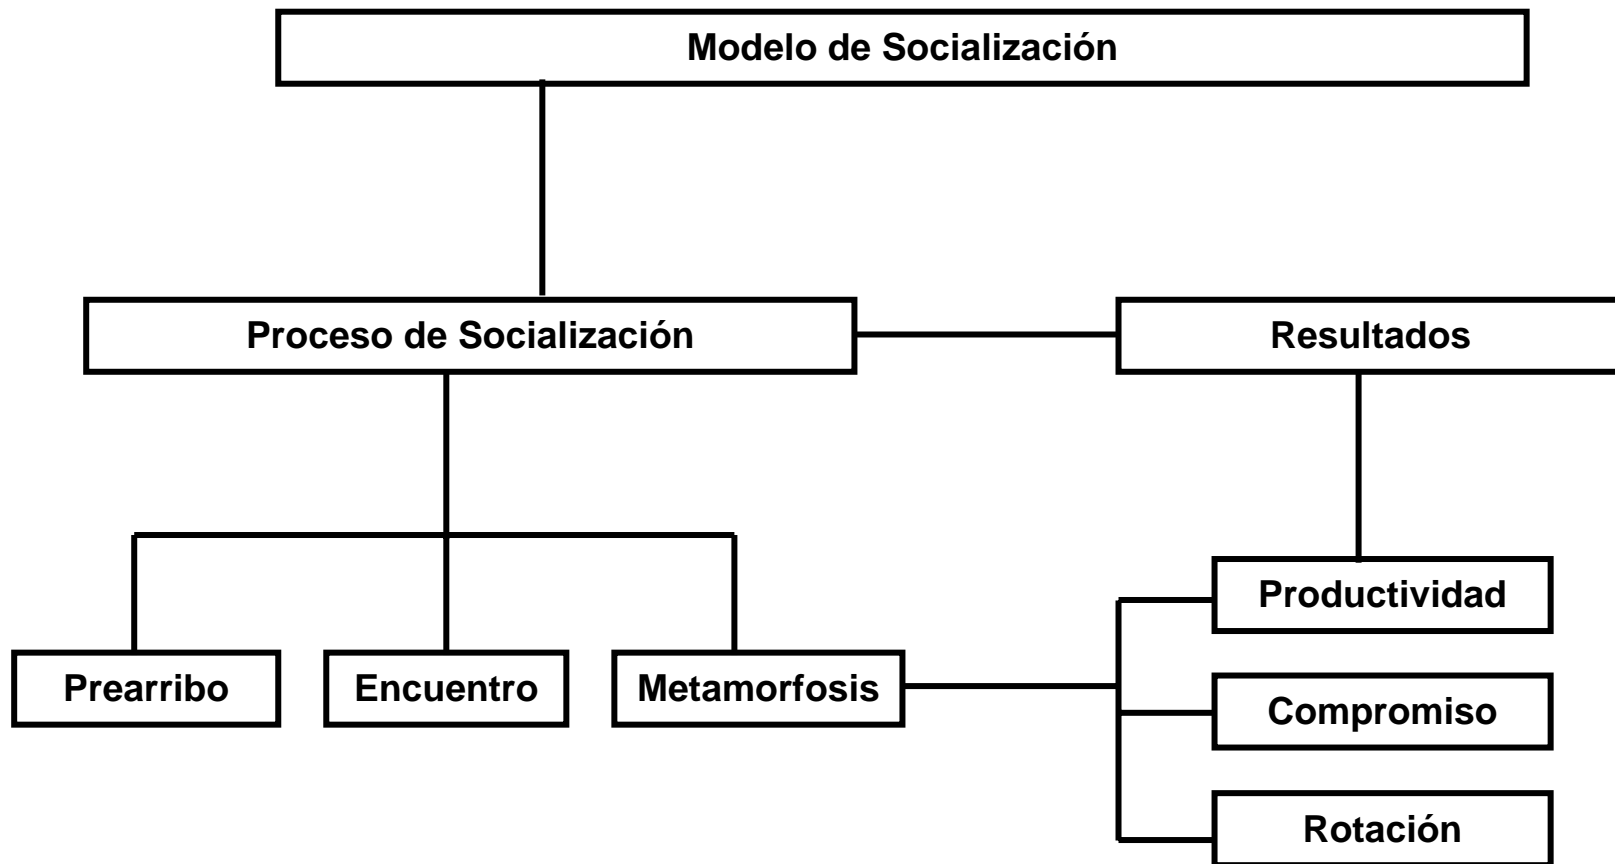 Modelo de Socialización
Proceso de Socialización
Resultados
Productividad
Prearribo
Encuentro
Metamorfosis
Compromiso
Rotación